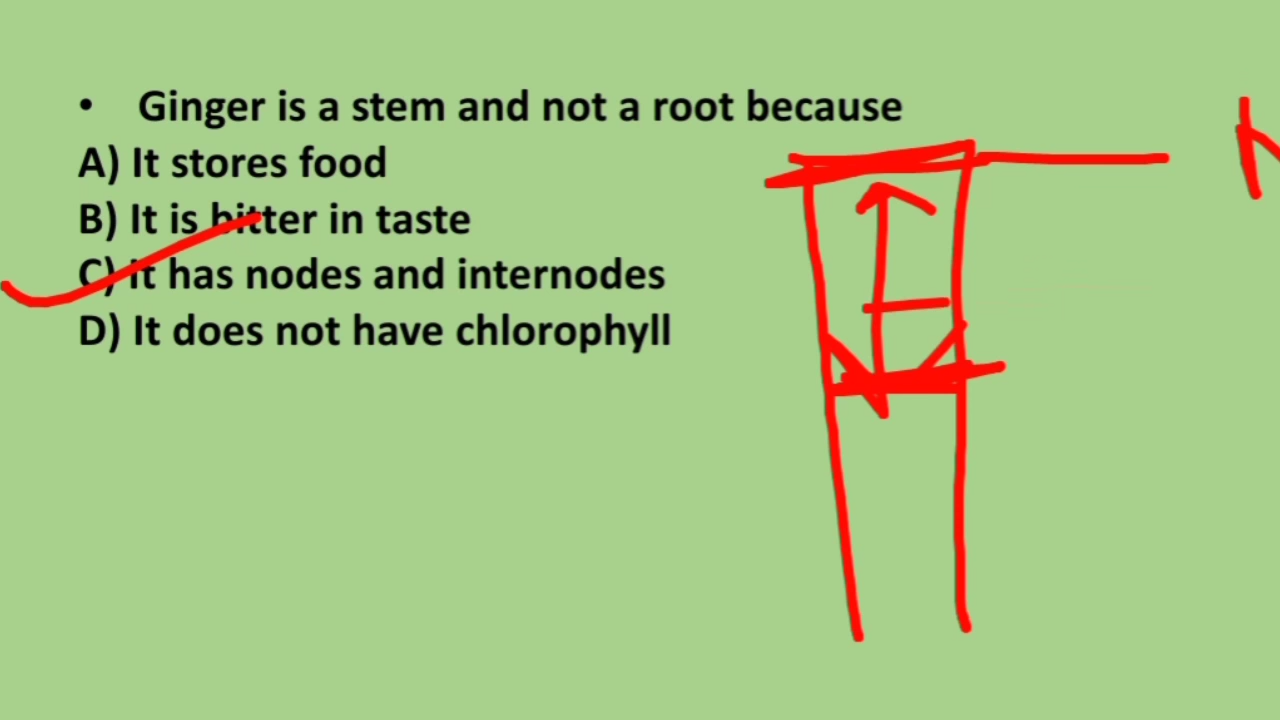 • Ginger is a stem and not a root because
A) It stores food
B) It is bitter in taste
C) it has nodes and internodes
D) It does not have chlorophyll